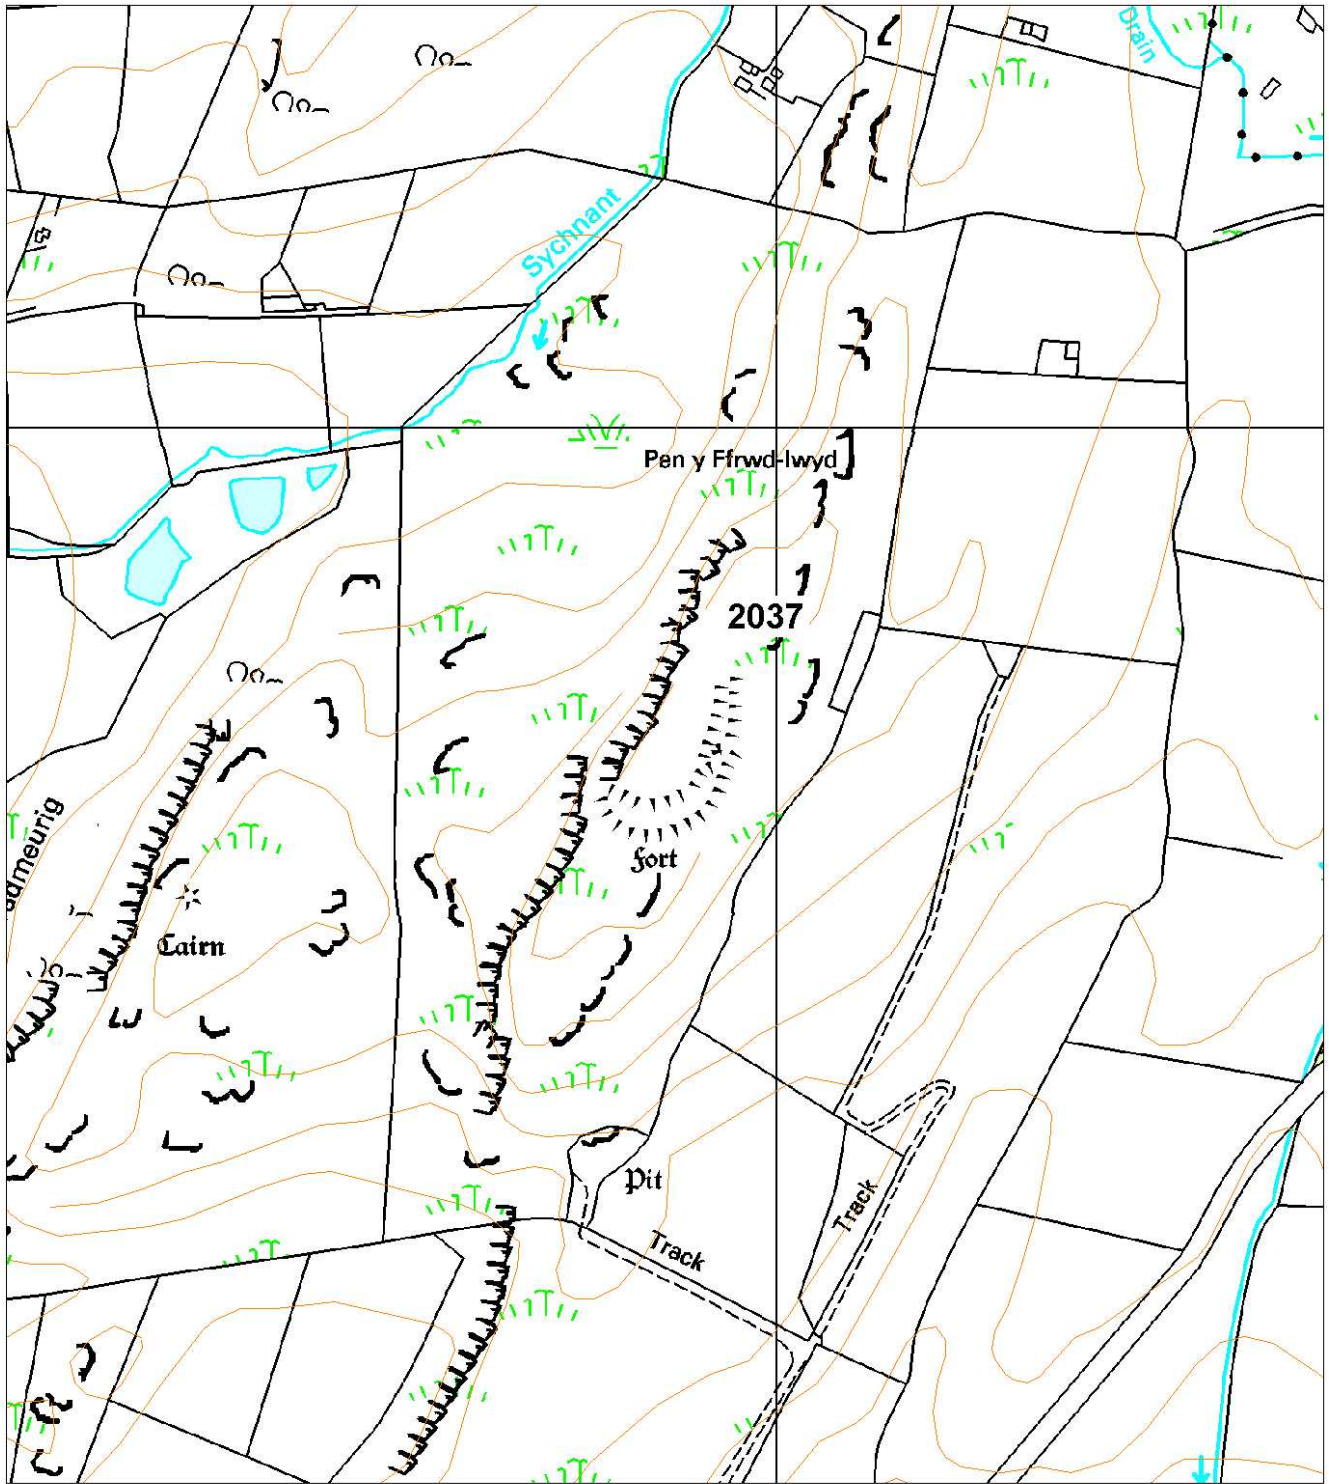 Drain
Sychnant
Pen y Ffrwd-lwyd
2037
Fort
Cairn
Pit
Track
Track